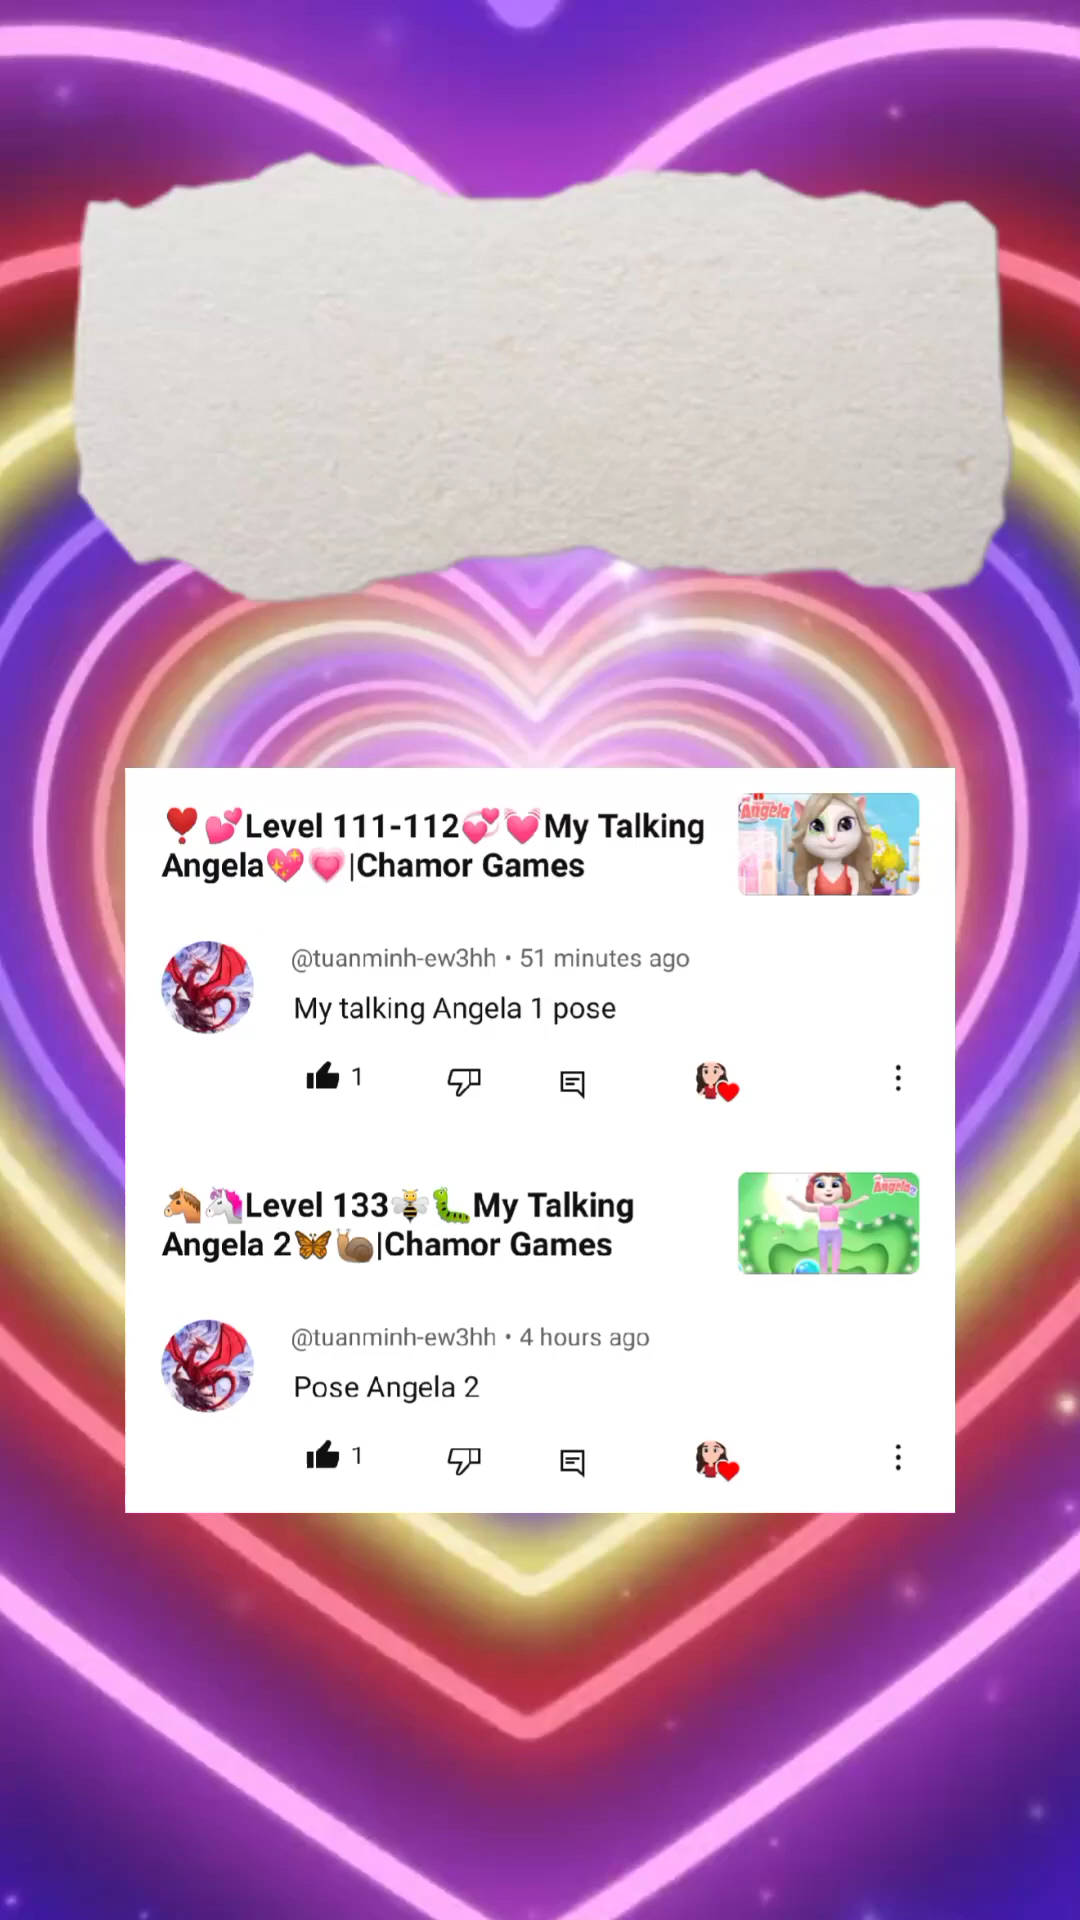 ❣️💕Level 111-112💞💓My Talking
Angela💖💗|Chamor Games
Angela
@tuanminh-ew3hh • 51 minutes ago
My talking Angela 1 pose
1
🐴🦄Level 133🐝🐛My Talking
Angela 2🦋🐌|Chamor Games
Angela2
@tuanminh-ew3hh • 4 hours ago
Pose Angela 2
1